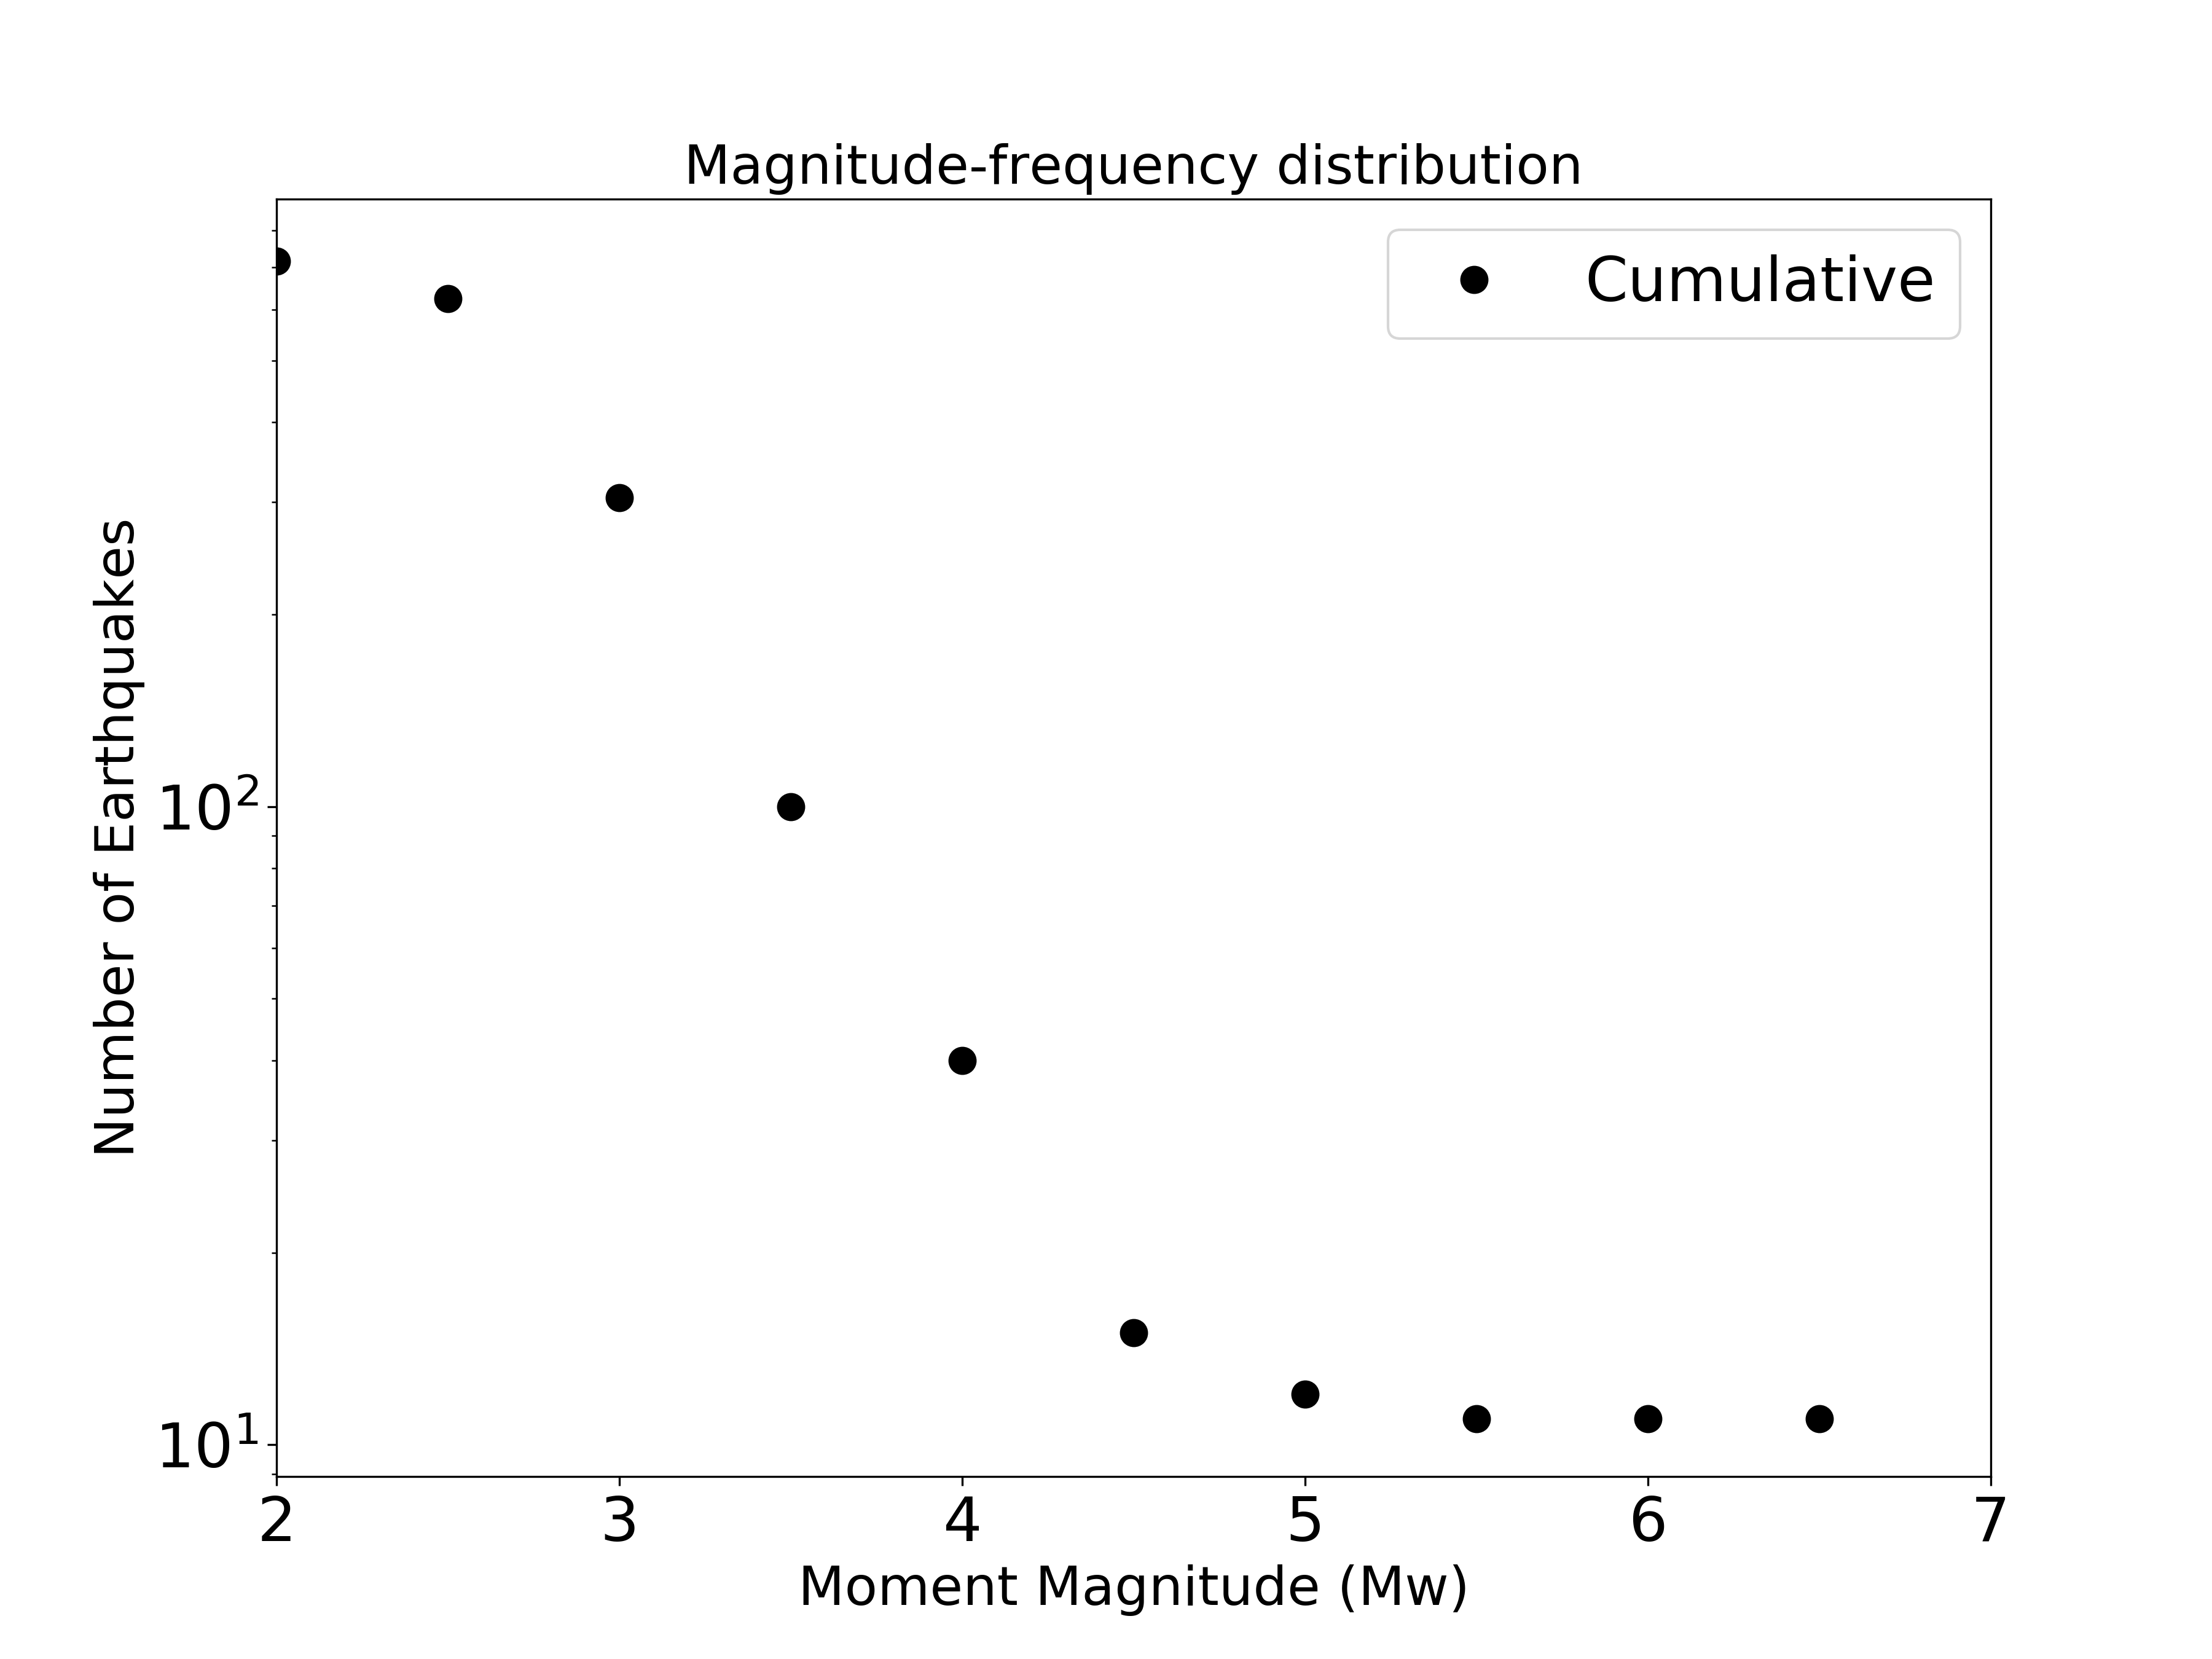 Magnitude-frequency distribution
Cumulative
Number of Earthquakes
10²
10¹
2 3 4 5 6 7
Moment Magnitude (Mw)